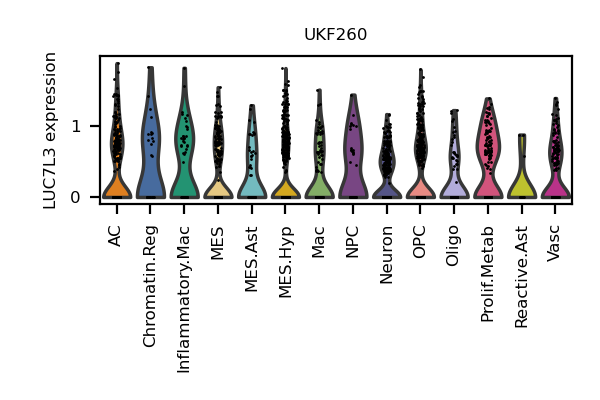 UKF260
LUC7L3 expression
1
0
AC
Chromatin.Reg
Inflammatory.Mac
MES
MES.Ast
MES.Hyp
Mac
NPC
Neuron
OPC
Oligo
Prolif.Metab
Reactive.Ast
Vasc